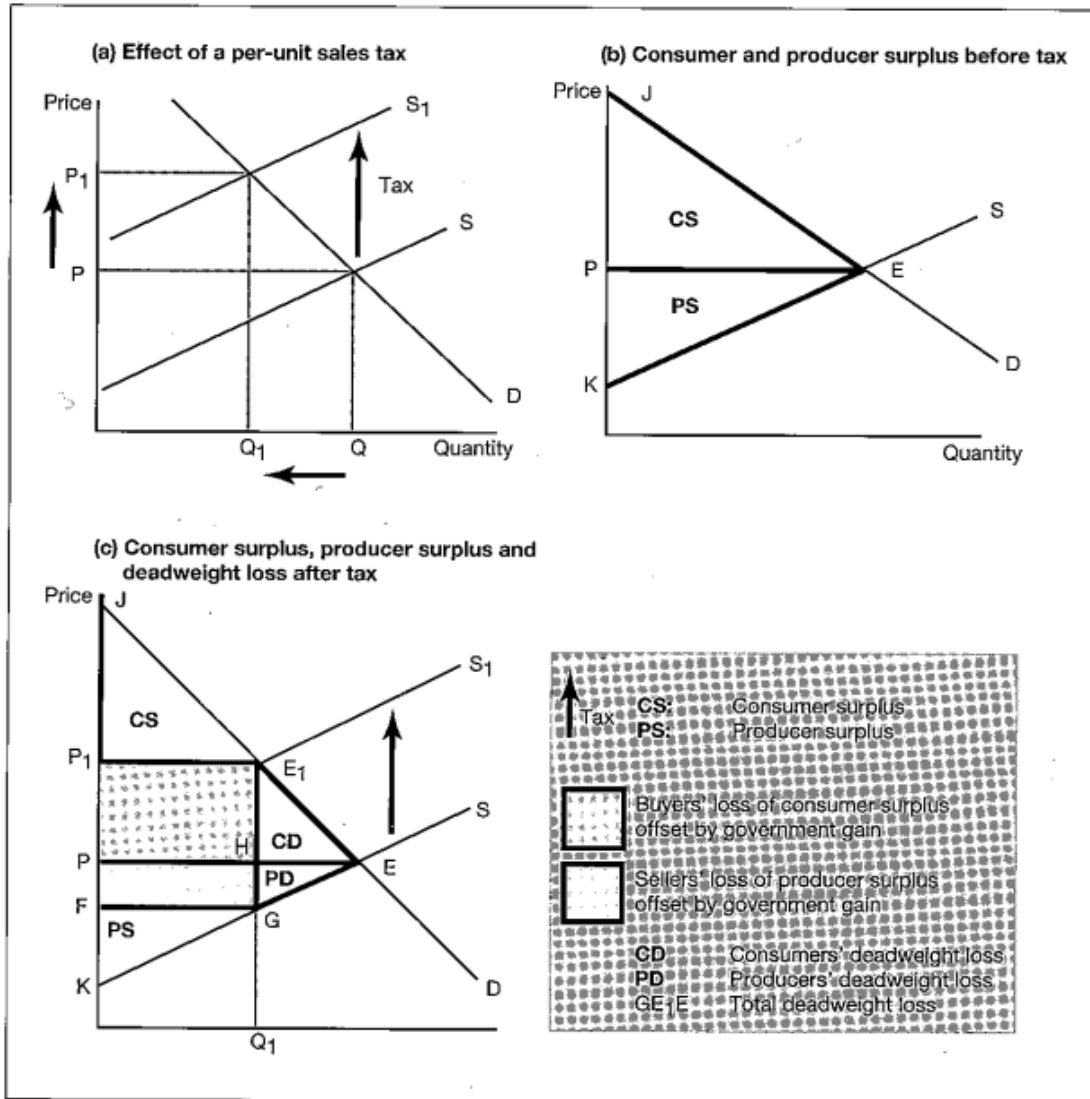 (a) Effect of a per-unit sales tax
Price
S1
P1
Tax
S
P
D
Q1
Q
Quantity
(b) Consumer and producer surplus before tax
Price
J
CS
S
P
E
PS
K
D
Quantity
(c) Consumer surplus, producer surplus and
deadweight loss after tax
Price
J
S1
CS
P1
E1
S
H
CD
P
E
PD
F
G
PS
K
D
Q1
Tax
CS: Consumer surplus
PS: Producer surplus
Buyers' loss of consumer surplus
offset by government gain
Sellers' loss of producer surplus
offset by government gain
CD Consumers' deadweight loss
PD Producers' deadweight loss
GE1E Total deadweight loss